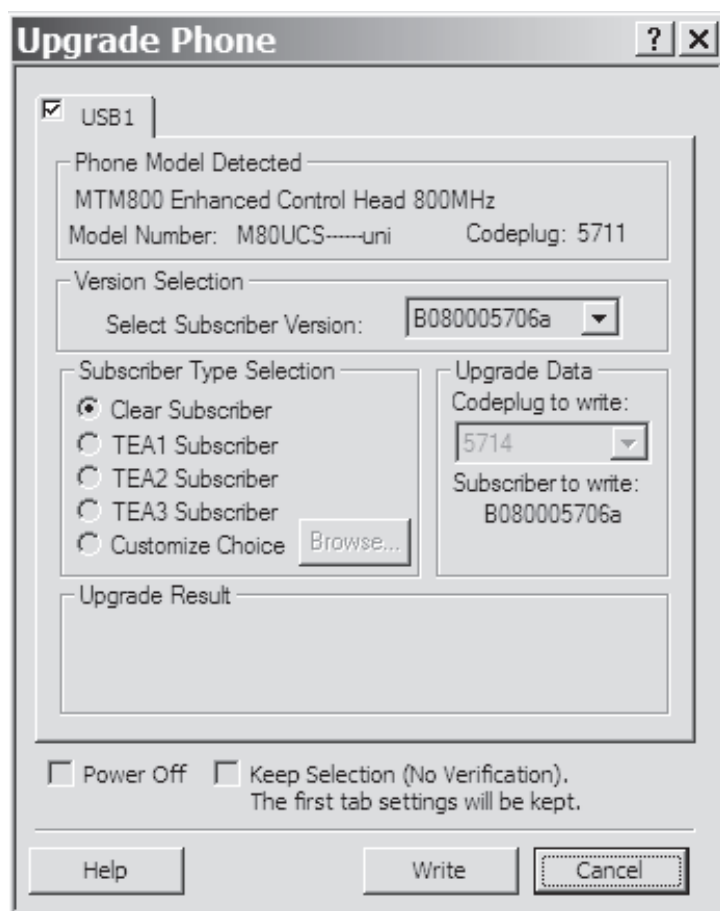 Upgrade Phone
USB1
Phone Model Detected
MTM800 Enhanced Control Head 800MHz
Model Number: M80UCS------uni Codeplug: 5711
Version Selection
Select Subscriber Version: B080005706a
Subscriber Type Selection
Clear Subscriber
TEA1 Subscriber
TEA2 Subscriber
TEA3 Subscriber
Customize Choice Browse...
Upgrade Data
Codeplug to write:
5714
Subscriber to write:
B080005706a
Upgrade Result
Power Off Keep Selection (No Verification).
The first tab settings will be kept.
Help Write Cancel